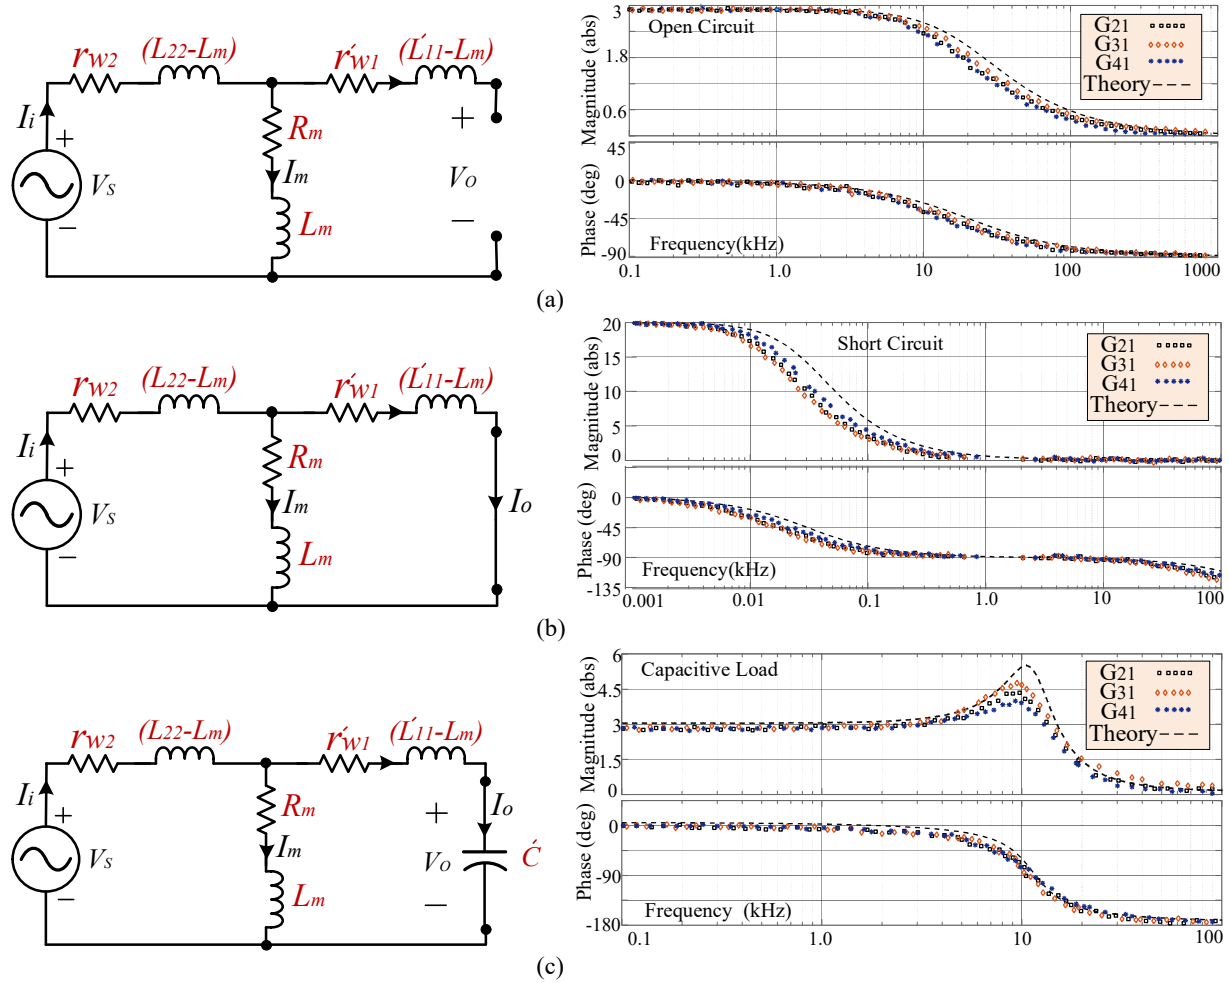 rw2 (L22-Lm) r′w1 (L′11-Lm)
Ii + Rm +
VS Im VO
− Lm −
3
1.8
0.6
Magnitude (abs)
Open Circuit
G21
G31
G41
Theory
45
0
-45
-90
Phase (deg)
Frequency(kHz)
0.1 1.0 10 100 1000
(a)
rw2 (L22-Lm) r′w1 (L′11-Lm)
Ii + Rm
VS Im Io
− Lm
20
15
10
5
0
Magnitude (abs)
Short Circuit
G21
G31
G41
Theory
0
-45
-90
-135
Phase (deg)
Frequency(kHz)
0.001 0.01 0.1 1.0 10 100
(b)
rw2 (L22-Lm) r′w1 (L′11-Lm)
Ii + Rm + Io
VS Im VO Ć
− Lm −
6
4.5
3
1.5
0
Magnitude (abs)
Capacitive Load
G21
G31
G41
Theory
0
-90
-180
Phase (deg)
Frequency (kHz)
0.1 1.0 10 100
(c)